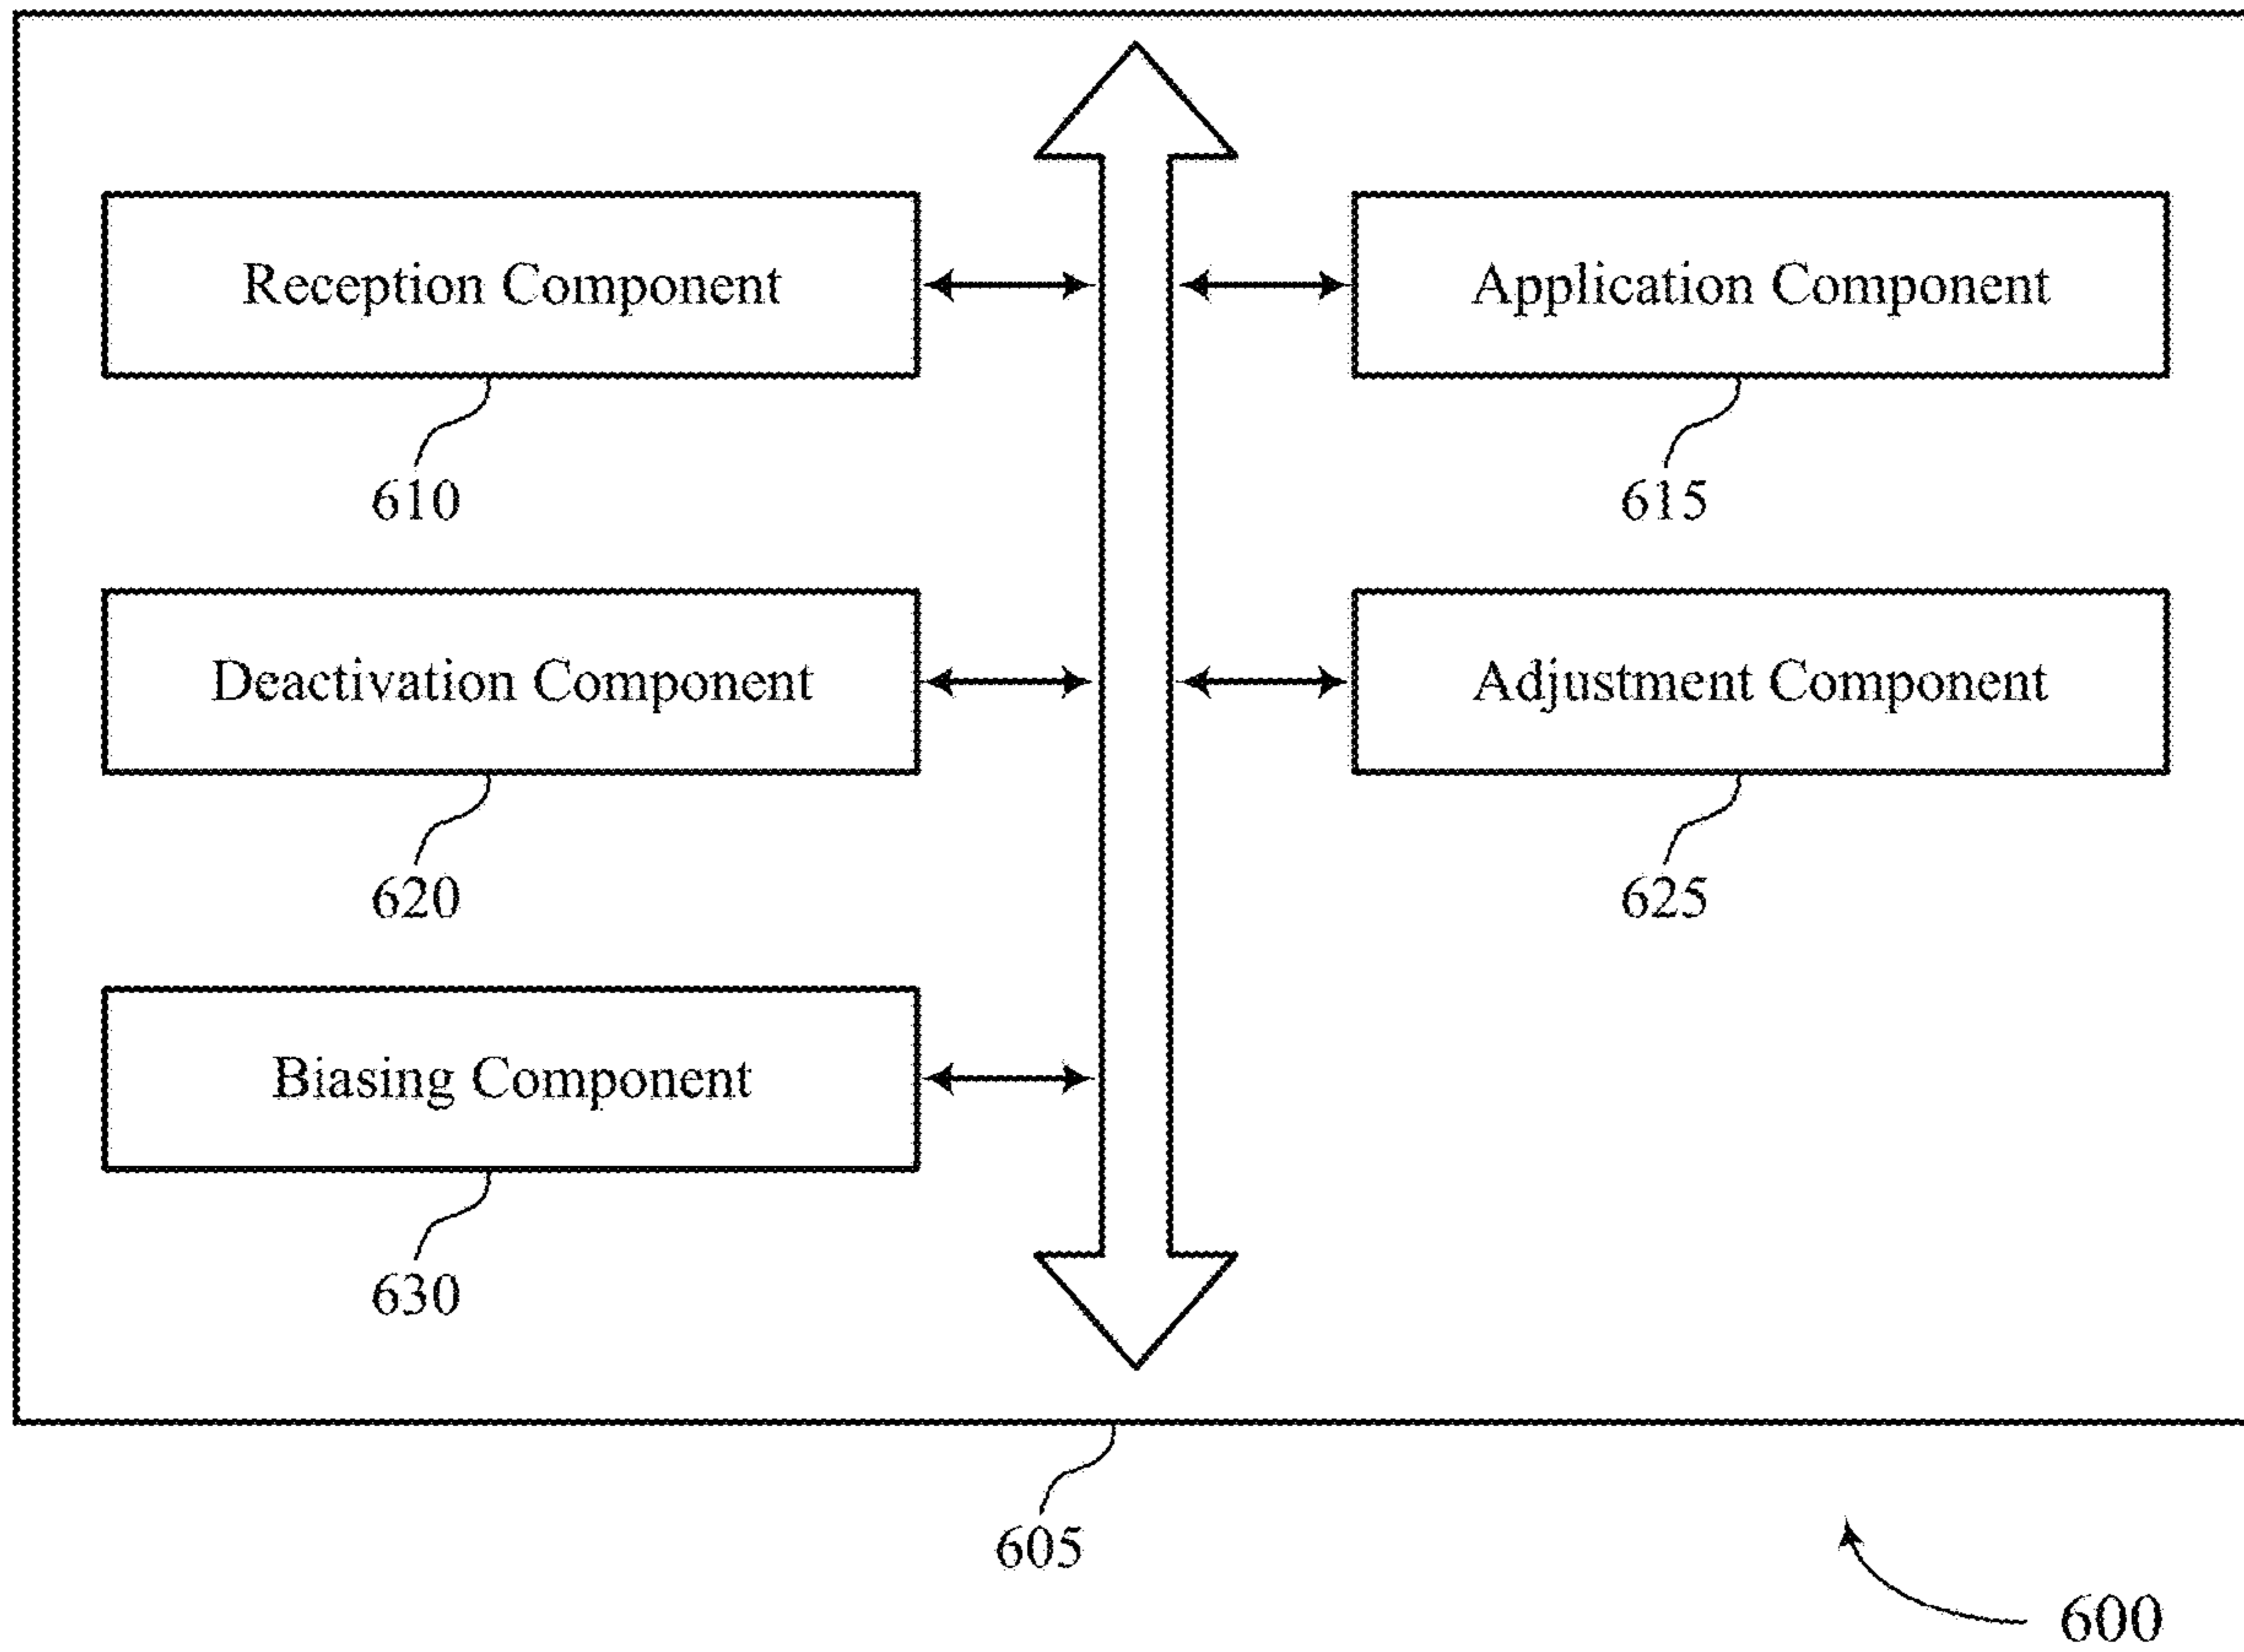 Reception Component
Application Component
610
615
Deactivation Component
Adjustment Component
620
625
Biasing Component
630
605
600